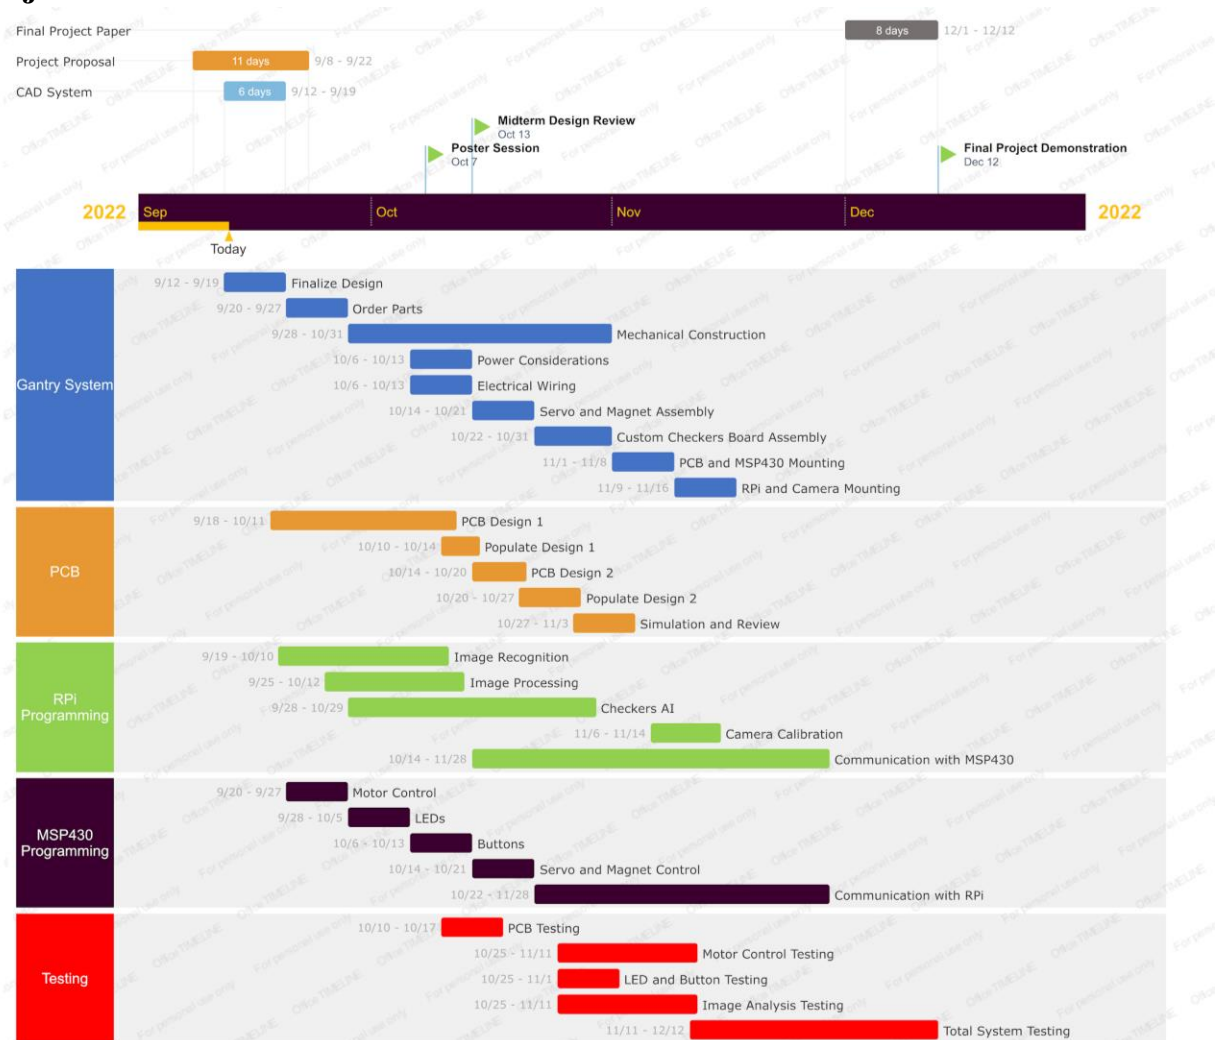 Final Project Paper 8 days 12/1 - 12/12
Project Proposal 11 days 9/8 - 9/22
CAD System 6 days 9/12 - 9/19
Midterm Design Review
Oct 13
Poster Session
Oct 7
Final Project Demonstration
Dec 12
2022 Sep Oct Nov Dec 2022
Today
Gantry System
9/12 - 9/19 Finalize Design
9/20 - 9/27 Order Parts
9/28 - 10/31 Mechanical Construction
10/6 - 10/13 Power Considerations
10/6 - 10/13 Electrical Wiring
10/14 - 10/21 Servo and Magnet Assembly
10/22 - 10/31 Custom Checkers Board Assembly
11/1 - 11/8 PCB and MSP430 Mounting
11/9 - 11/16 RPi and Camera Mounting
PCB
9/18 - 10/11 PCB Design 1
10/10 - 10/14 Populate Design 1
10/14 - 10/20 PCB Design 2
10/20 - 10/27 Populate Design 2
10/27 - 11/3 Simulation and Review
RPi
Programming
9/19 - 10/10 Image Recognition
9/25 - 10/12 Image Processing
9/28 - 10/29 Checkers AI
11/6 - 11/14 Camera Calibration
10/14 - 11/28 Communication with MSP430
MSP430
Programming
9/20 - 9/27 Motor Control
9/28 - 10/5 LEDs
10/6 - 10/13 Buttons
10/14 - 10/21 Servo and Magnet Control
10/22 - 11/28 Communication with RPi
Testing
10/10 - 10/17 PCB Testing
10/25 - 11/11 Motor Control Testing
10/25 - 11/1 LED and Button Testing
10/25 - 11/11 Image Analysis Testing
11/11 - 12/12 Total System Testing
For personal use only
Office TIMELINE